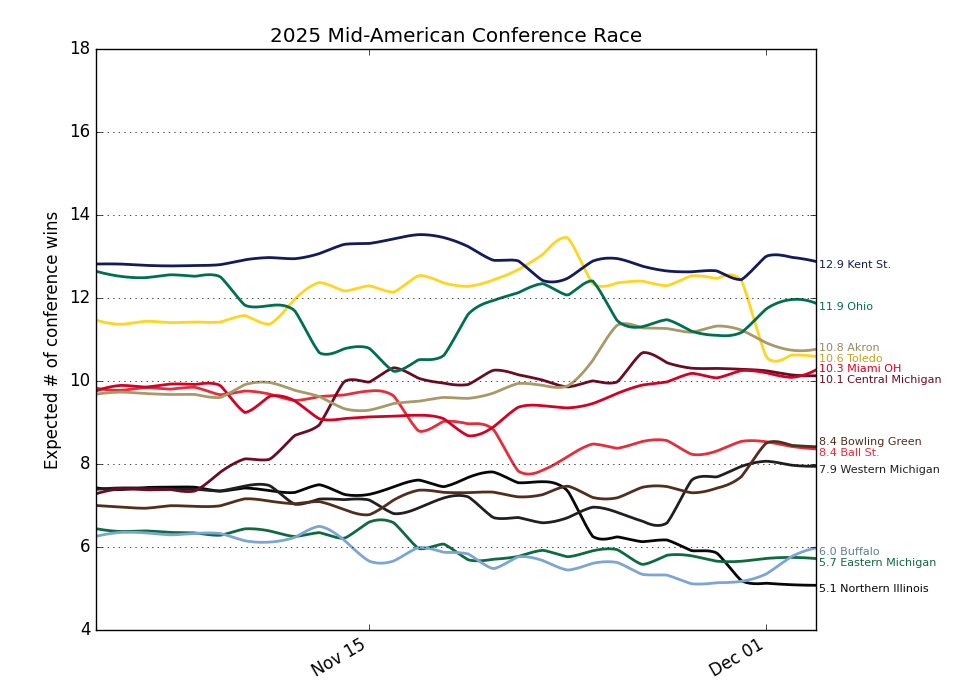 2025 Mid-American Conference Race
Expected # of conference wins
18
16
14
12
10
8
6
4
Nov 15
Dec 01
12.9 Kent St.
11.9 Ohio
10.8 Akron
10.6 Toledo
10.3 Miami OH
10.1 Central Michigan
8.4 Bowling Green
8.4 Ball St.
7.9 Western Michigan
6.0 Buffalo
5.7 Eastern Michigan
5.1 Northern Illinois